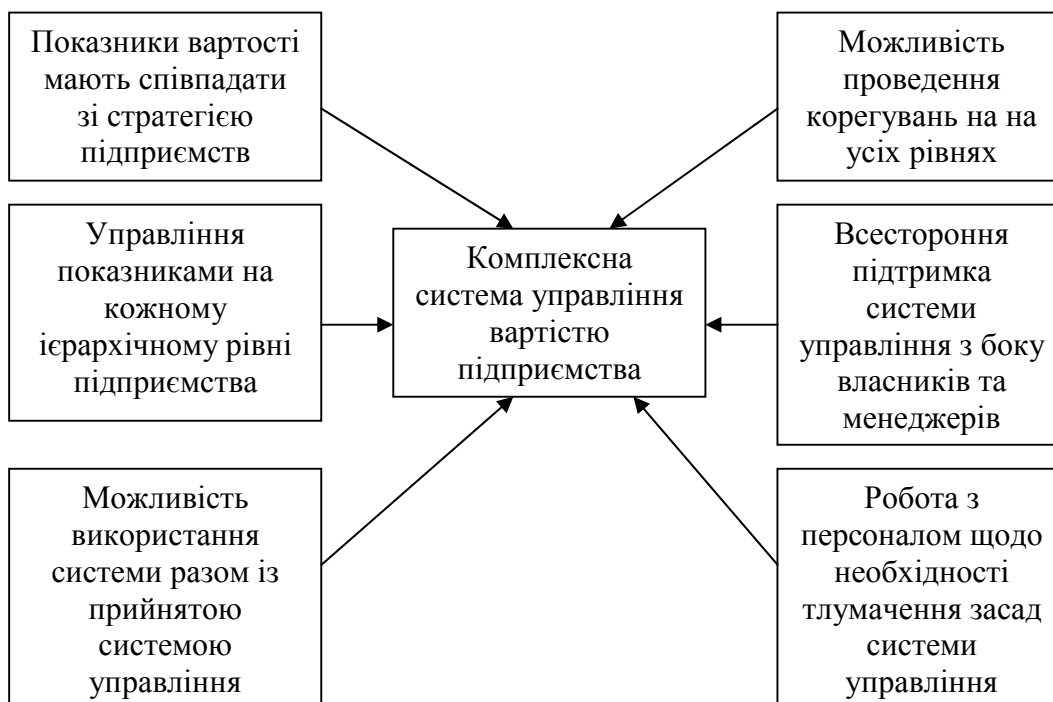 Показники вартості
мають співпадати
зі стратегією
підприємств
Можливість
проведення
корегувань на на
усіх рівнях
Управління
показниками на
кожному
ієрархічному рівні
підприємства
Комплексна
система управління
вартістю
підприємства
Всестороння
підтримка
системи
управління з боку
власників та
менеджерів
Можливість
використання
системи разом із
прийнятою
системою
управління
Робота з
персоналом щодо
необхідності
тлумачення засад
системи
управління